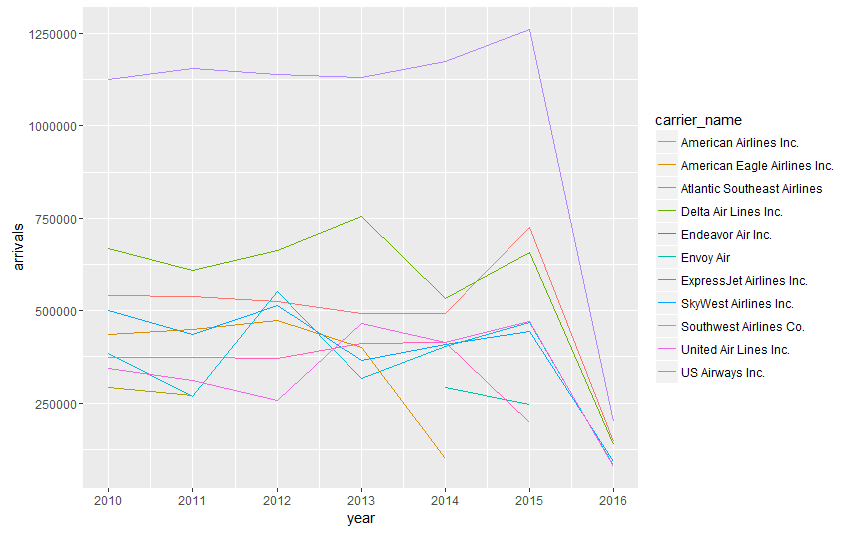 1250000
1000000
750000
500000
250000
arrivals
2010 2011 2012 2013 2014 2015 2016
year
carrier_name
American Airlines Inc.
American Eagle Airlines Inc.
Atlantic Southeast Airlines
Delta Air Lines Inc.
Endeavor Air Inc.
Envoy Air
ExpressJet Airlines Inc.
SkyWest Airlines Inc.
Southwest Airlines Co.
United Air Lines Inc.
US Airways Inc.